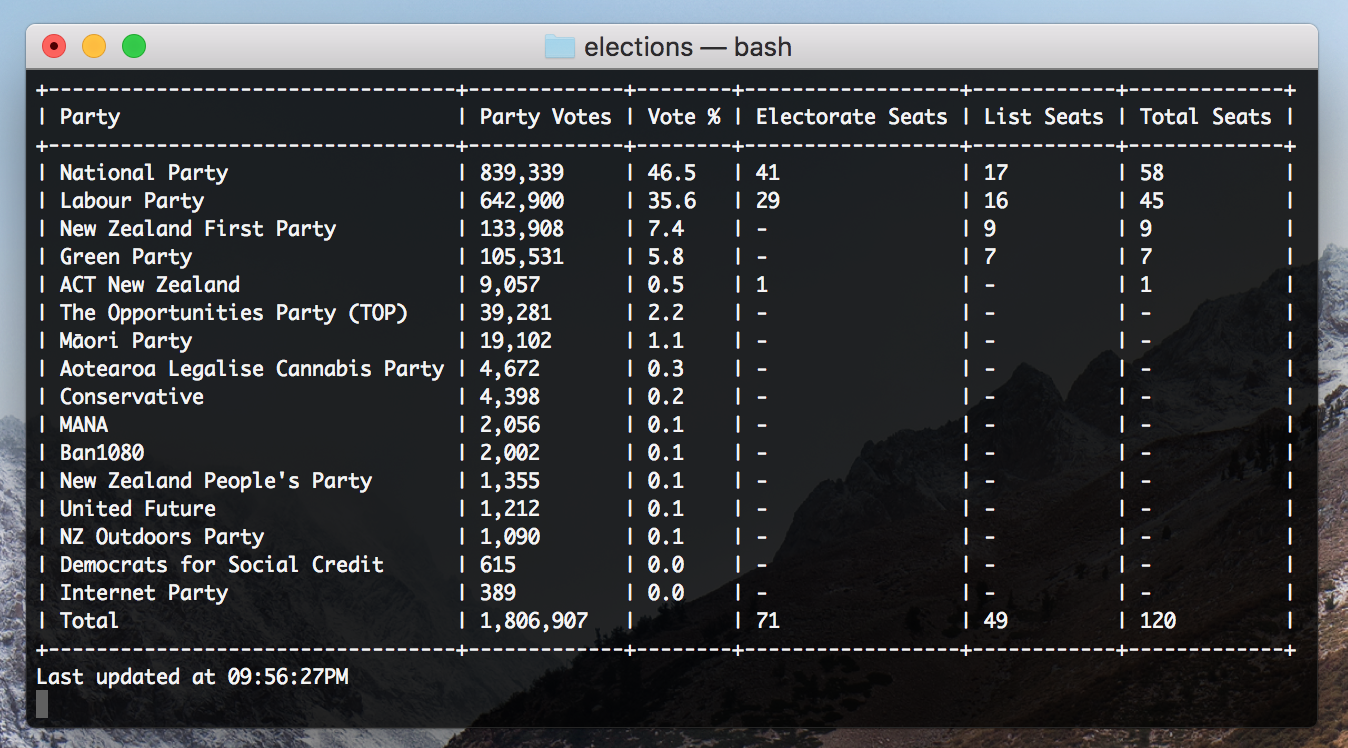 elections — bash
+----------------------------------+-------------+--------+------------------+------------+-------------+
| Party | Party Votes | Vote % | Electorate Seats | List Seats | Total Seats |
+----------------------------------+-------------+--------+------------------+------------+-------------+
| National Party | 839,339 | 46.5 | 41 | 17 | 58 |
| Labour Party | 642,900 | 35.6 | 29 | 16 | 45 |
| New Zealand First Party | 133,908 | 7.4 | - | 9 | 9 |
| Green Party | 105,531 | 5.8 | - | 7 | 7 |
| ACT New Zealand | 9,057 | 0.5 | 1 | - | 1 |
| The Opportunities Party (TOP) | 39,281 | 2.2 | - | - | - |
| Māori Party | 19,102 | 1.1 | - | - | - |
| Aotearoa Legalise Cannabis Party | 4,672 | 0.3 | - | - | - |
| Conservative | 4,398 | 0.2 | - | - | - |
| MANA | 2,056 | 0.1 | - | - | - |
| Ban1080 | 2,002 | 0.1 | - | - | - |
| New Zealand People's Party | 1,355 | 0.1 | - | - | - |
| United Future | 1,212 | 0.1 | - | - | - |
| NZ Outdoors Party | 1,090 | 0.1 | - | - | - |
| Democrats for Social Credit | 615 | 0.0 | - | - | - |
| Internet Party | 389 | 0.0 | - | - | - |
| Total | 1,806,907 | | 71 | 49 | 120 |
+----------------------------------+-------------+--------+------------------+------------+-------------+
Last updated at 09:56:27PM